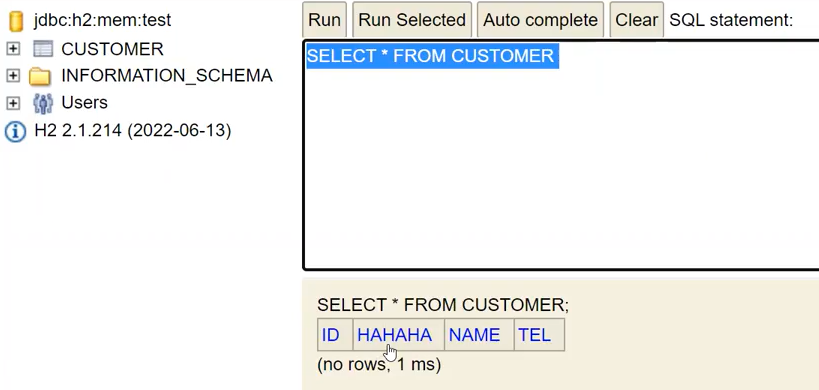 jdbc:h2:mem:test
CUSTOMER
INFORMATION_SCHEMA
Users
H2 2.1.214 (2022-06-13)
Run Run Selected Auto complete Clear SQL statement:
SELECT * FROM CUSTOMER
SELECT * FROM CUSTOMER;
ID HAHAHA NAME TEL
(no rows, 1 ms)